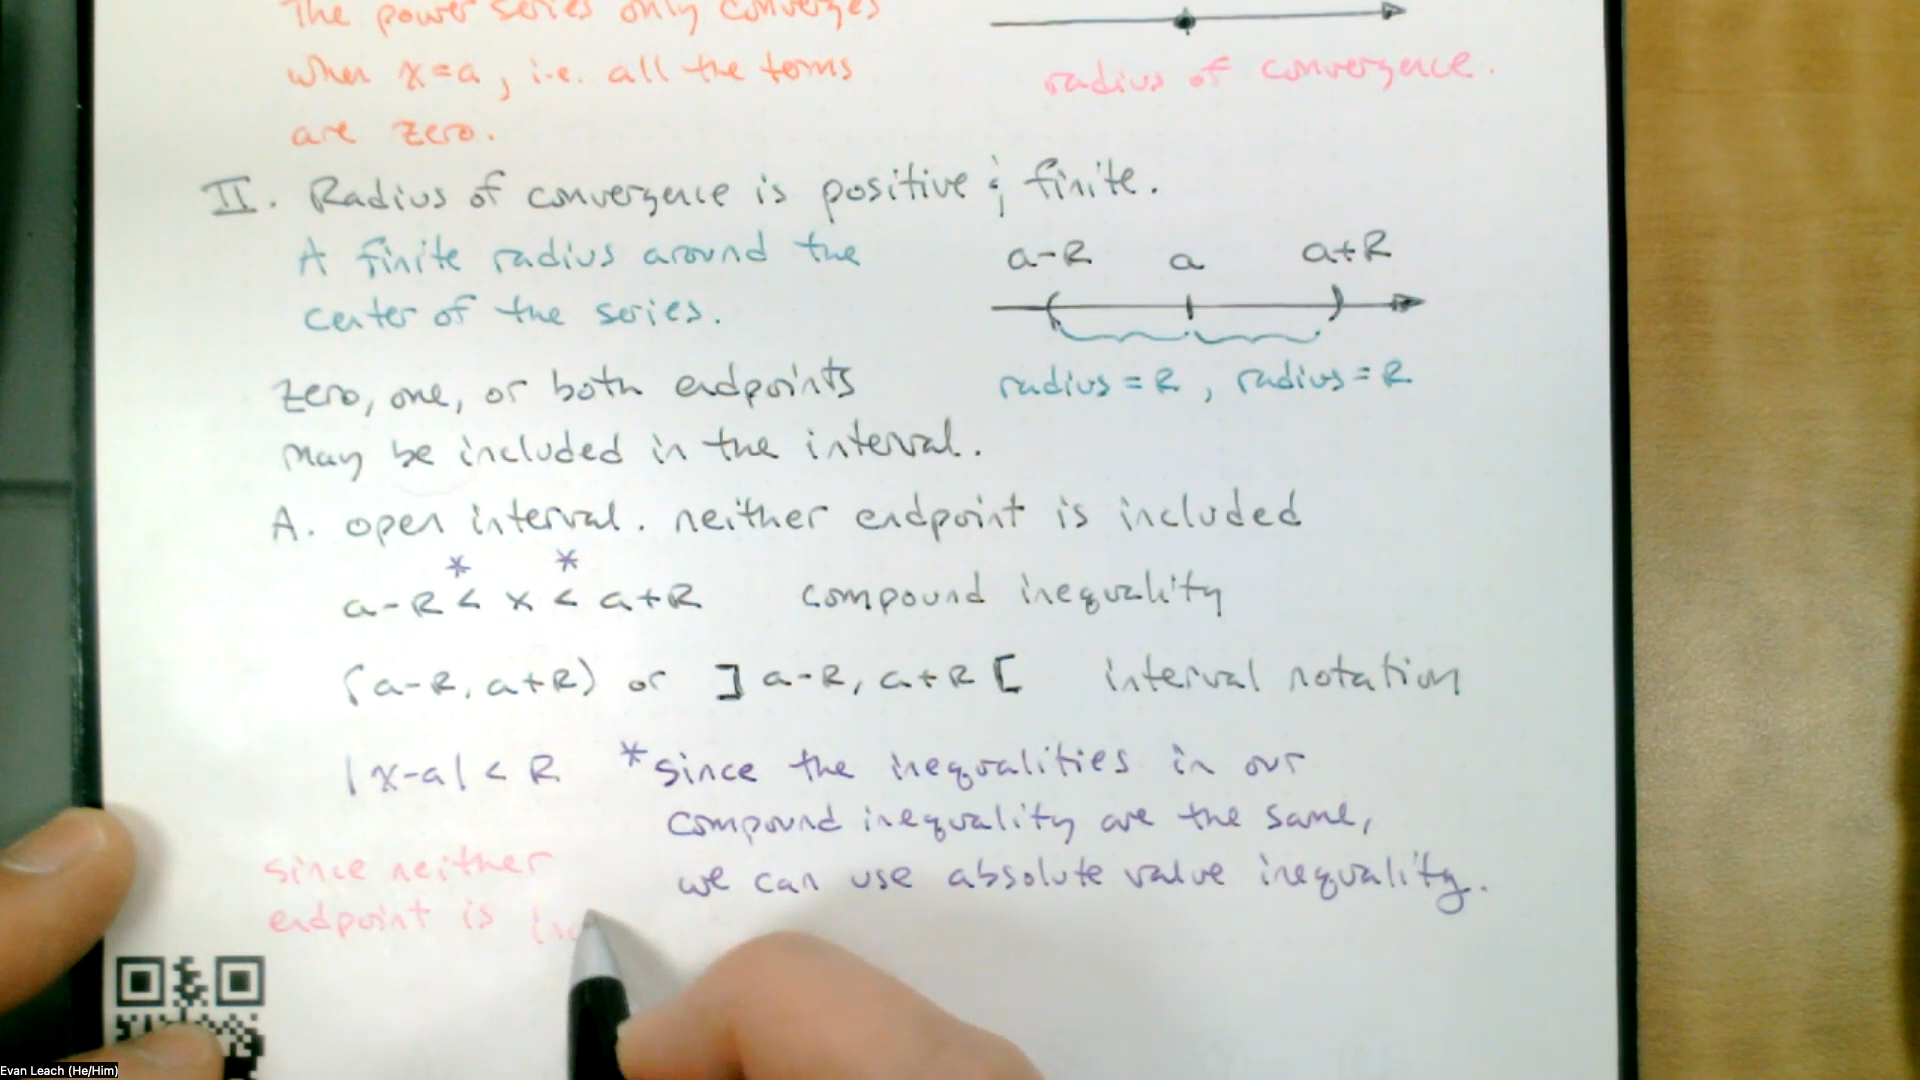 The power series only converges
when x=a, i.e. all the terms
are zero.
radius of convergence.
II. Radius of convergence is positive & finite.
A finite radius around the
center of the series.
a-R a a+R
radius = R, radius = R
zero, one, or both endpoints
may be included in the interval.
A. open interval. neither endpoint is included
* *
a-R < x < a+R compound inequality
(a-R, a+R) or ]a-R, a+R[ interval notation
|x-a| < R *since the inequalities in our
compound inequality are the same,
we can use absolute value inequality.
since neither
endpoint is
Evan Leach (He/Him)